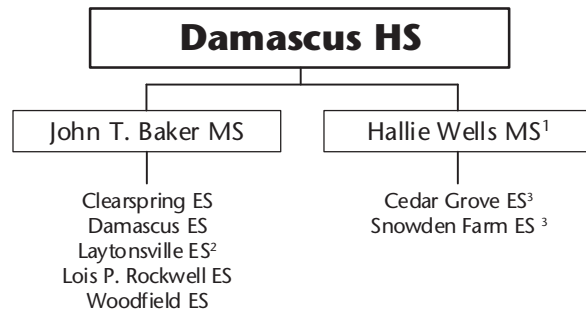 Damascus HS
John T. Baker MS
Hallie Wells MS¹
Clearspring ES
Damascus ES
Laytonsville ES²
Lois P. Rockwell ES
Woodfield ES
Cedar Grove ES³
Snowden Farm ES ³